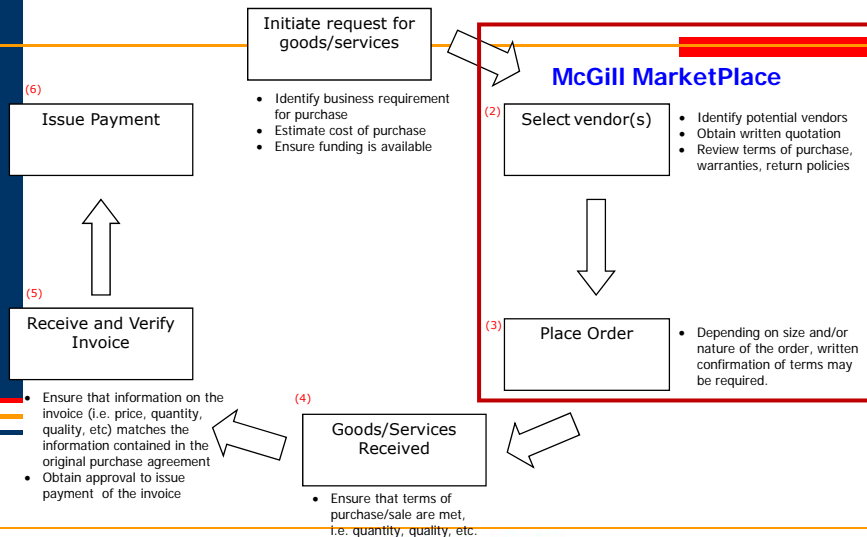 Initiate request for
goods/services
• Identify business requirement
for purchase
• Estimate cost of purchase
• Ensure funding is available
McGill MarketPlace
(2)
Select vendor(s)
• Identify potential vendors
• Obtain written quotation
• Review terms of purchase,
warranties, return policies
(3)
Place Order
• Depending on size and/or
nature of the order, written
confirmation of terms may
be required.
(4)
Goods/Services
Received
• Ensure that terms of
purchase/sale are met,
i.e. quantity, quality, etc.
(5)
Receive and Verify
Invoice
• Ensure that information on the
invoice (i.e. price, quantity,
quality, etc) matches the
information contained in the
original purchase agreement
• Obtain approval to issue
payment of the invoice
(6)
Issue Payment